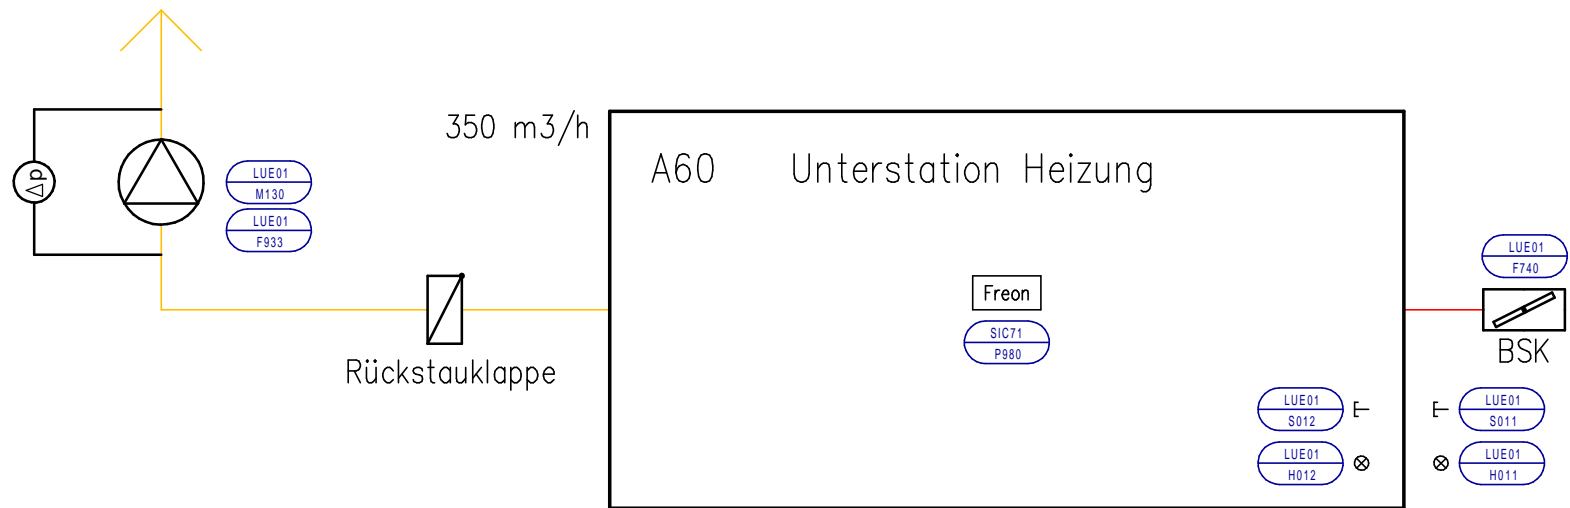 350 m3/h
A60 Unterstation Heizung
Δp
LUE01
M130
LUE01
F933
LUE01
F740
Freon
SIC71
P980
BSK
Rückstauklappe
LUE01
S012
LUE01
S011
LUE01
H012
LUE01
H011